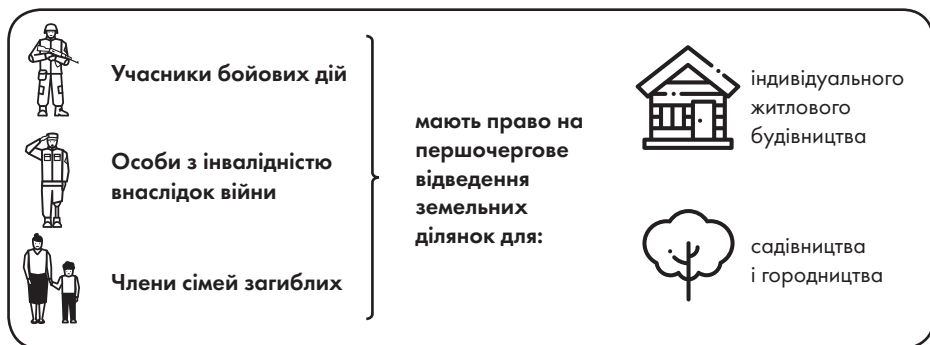 Учасники бойових дій
Особи з інвалідністю
внаслідок війни
Члени сімей загиблих
мають право на
першочергове
відведення
земельних
ділянок для:
індивідуального
житлового
будівництва
садівництва
і городництва